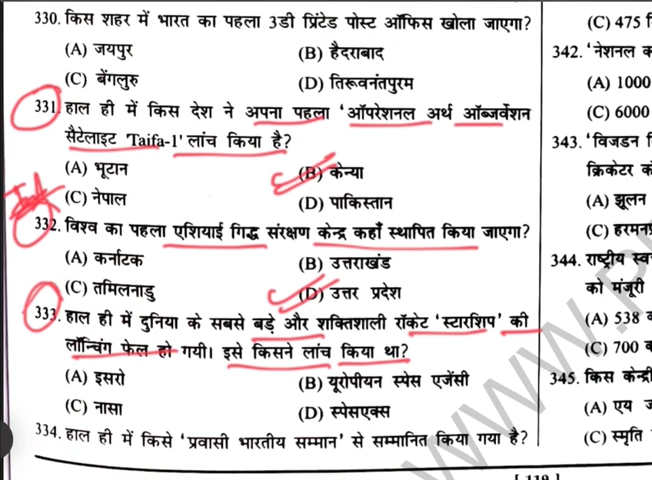 330. किस शहर में भारत का पहला 3डी प्रिंटेड पोस्ट ऑफिस खोला जाएगा?
(A) जयपुर (B) हैदराबाद
(C) बेंगलुरु (D) तिरूवनंतपुरम
331. हाल ही में किस देश ने अपना पहला 'ऑपरेशनल अर्थ ऑब्जर्वेशन
सैटेलाइट 'Taifa-1' लांच किया है?
(A) भूटान (B) केन्या
(C) नेपाल (D) पाकिस्तान
332. विश्व का पहला एशियाई गिद्ध संरक्षण केन्द्र कहाँ स्थापित किया जाएगा?
(A) कर्नाटक (B) उत्तराखंड
(C) तमिलनाडु (D) उत्तर प्रदेश
333. हाल ही में दुनिया के सबसे बड़े और शक्तिशाली रॉकेट 'स्टारशिप' की
लॉन्चिंग फेल हो गयी। इसे किसने लांच किया था?
(A) इसरो (B) यूरोपीयन स्पेस एजेंसी
(C) नासा (D) स्पेसएक्स
334. हाल ही में किसे 'प्रवासी भारतीय सम्मान' से सम्मानित किया गया है?
(C) 475
342. 'नेशनल
(A) 1000
(C) 6000
343. 'विजडन
क्रिकेटर
(A) झूलन
(C) हरमन
344. राष्ट्रीय
को मंजूरी
(A) 538
(C) 700
345. किस केन्द्री
(A) एय
(C) स्मृति
WWW.P
[ 119 ]